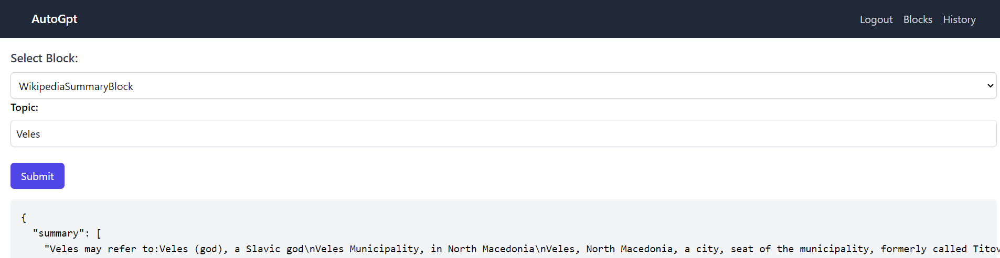 AutoGpt
Logout Blocks History
Select Block:
WikipediaSummaryBlock
Topic:
Veles
Submit
{
"summary": [
"Veles may refer to:Veles (god), a Slavic god\nVeles Municipality, in North Macedonia\nVeles, North Macedonia, a city, seat of the municipality, formerly called Titov